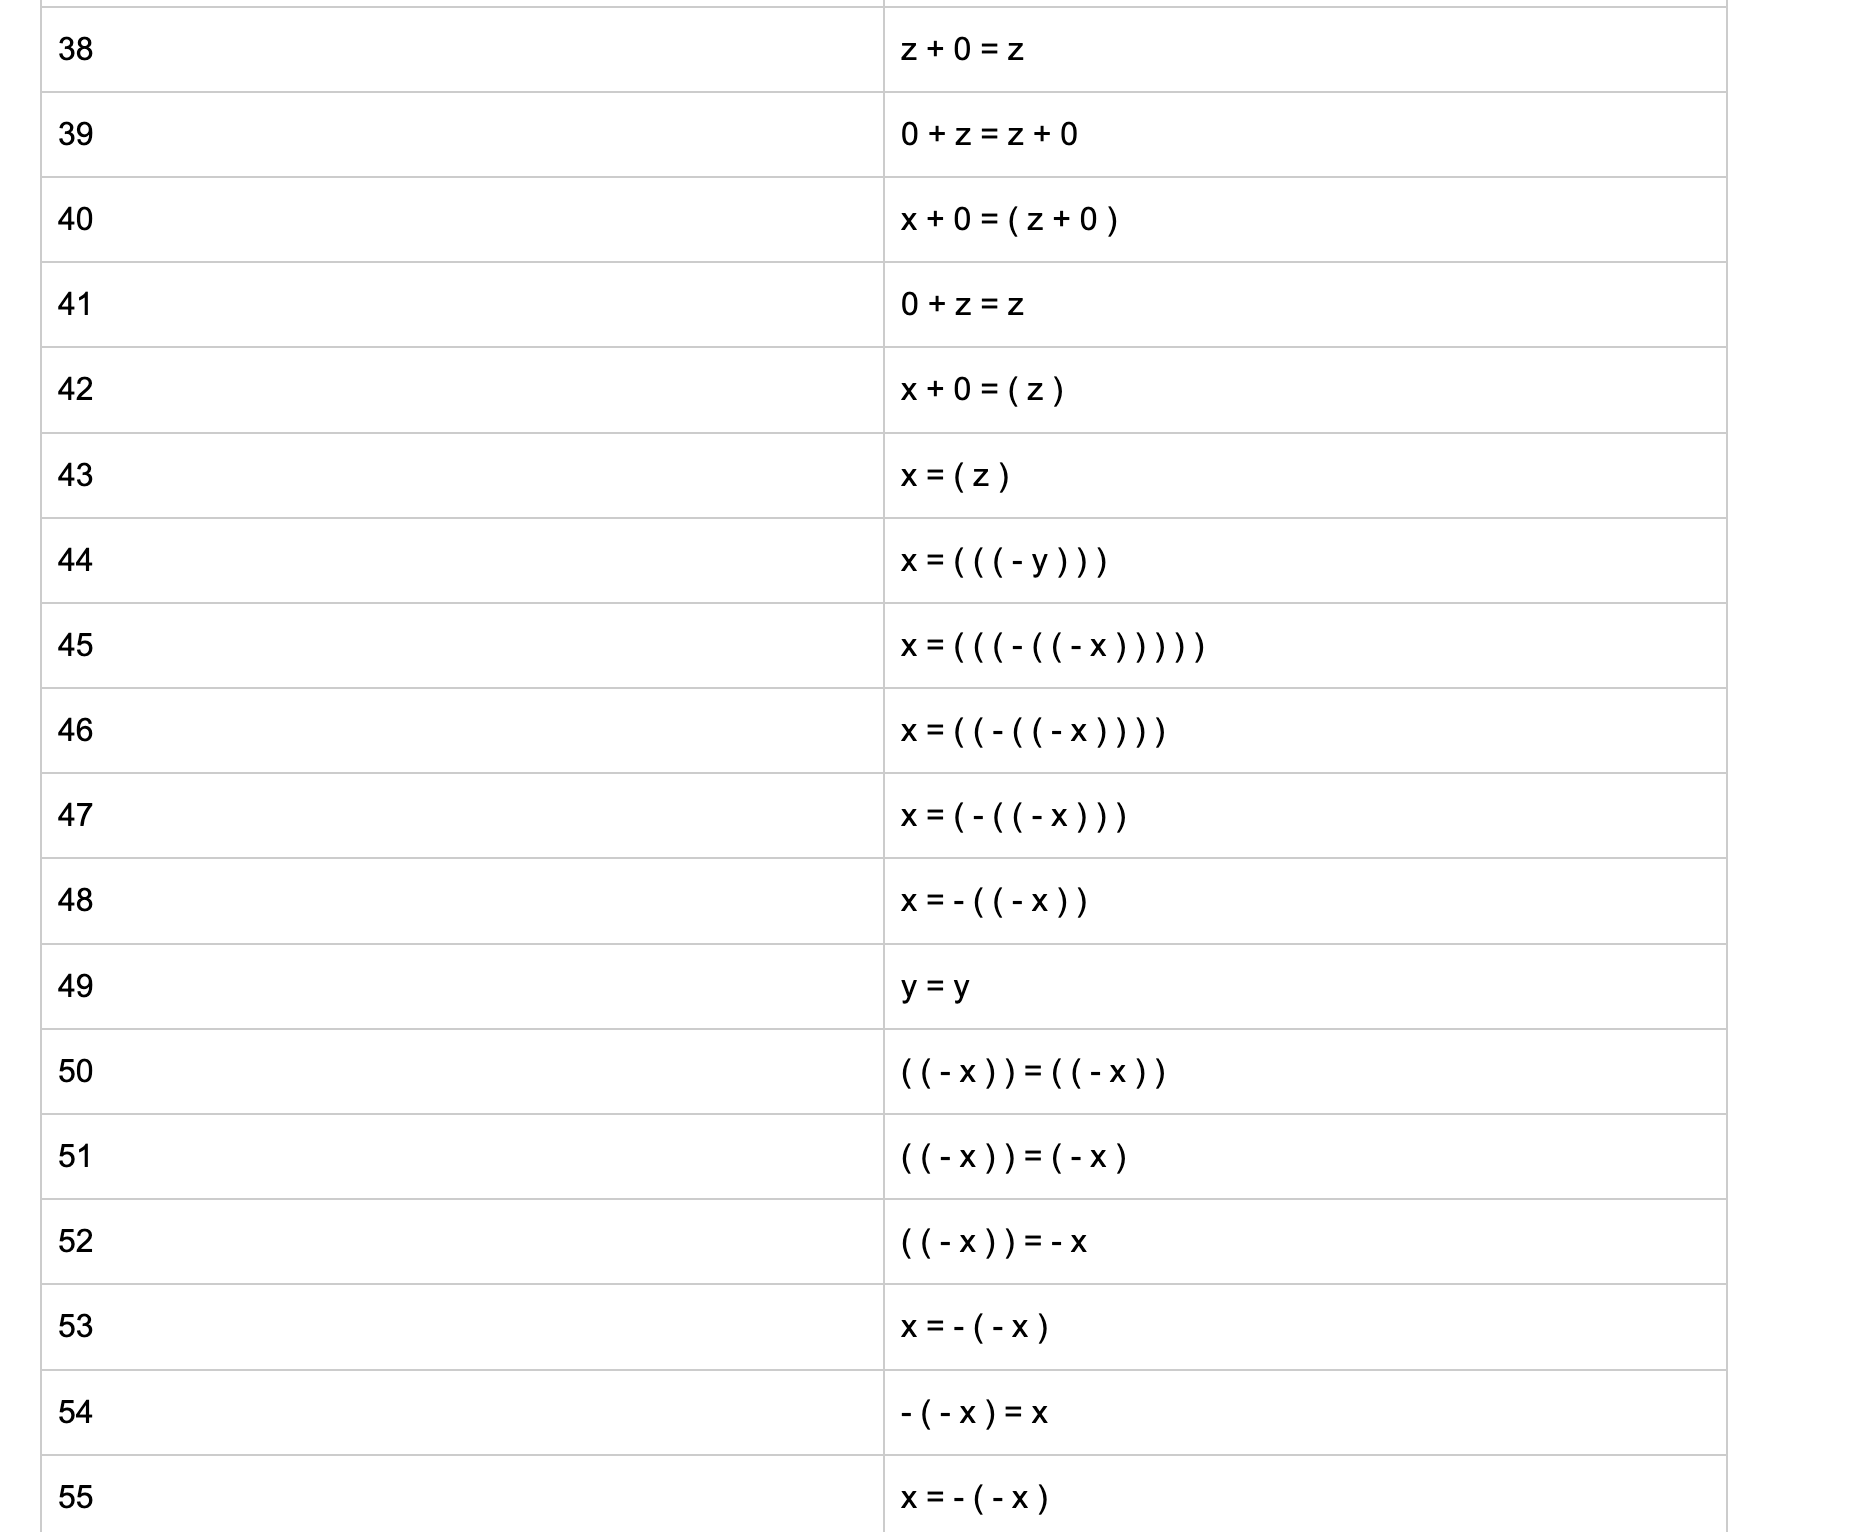 38 z + 0 = z
39 0 + z = z + 0
40 x + 0 = ( z + 0 )
41 0 + z = z
42 x + 0 = ( z )
43 x = ( z )
44 x = ( ( ( - y ) ) )
45 x = ( ( ( - ( ( - x ) ) ) ) )
46 x = ( ( - ( ( - x ) ) ) )
47 x = ( - ( ( - x ) ) )
48 x = - ( ( - x ) )
49 y = y
50 ( ( - x ) ) = ( ( - x ) )
51 ( ( - x ) ) = ( - x )
52 ( ( - x ) ) = - x
53 x = - ( - x )
54 - ( - x ) = x
55 x = - ( - x )